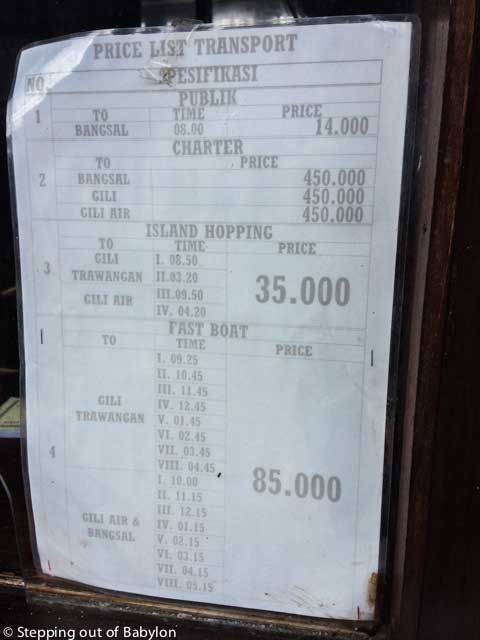 PRICE LIST TRANSPORT
NO SPESIFIKASI
PUBLIK
1 TO TIME PRICE
BANGSAL 08.00 14.000
CHARTER
TO PRICE
2 BANGSAL 450.000
GILI 450.000
GILI AIR 450.000
ISLAND HOPPING
TO TIME PRICE
3 GILI TRAWANGAN I. 08.50 35.000
II.03.20
GILI AIR III.09.50
IV. 04.20
FAST BOAT
TO TIME PRICE
4 GILI TRAWANGAN I. 09.25 85.000
II. 10.45
III. 11.45
IV. 12.45
V. 01.45
VI. 02.45
VII. 03.45
VIII. 04.45
GILI AIR & BANGSAL I. 10.00
II. 11.15
III. 12.15
IV. 01.15
V. 02.15
VI. 03.15
VII. 04.15
VIII. 05.15
© Stepping out of Babylon